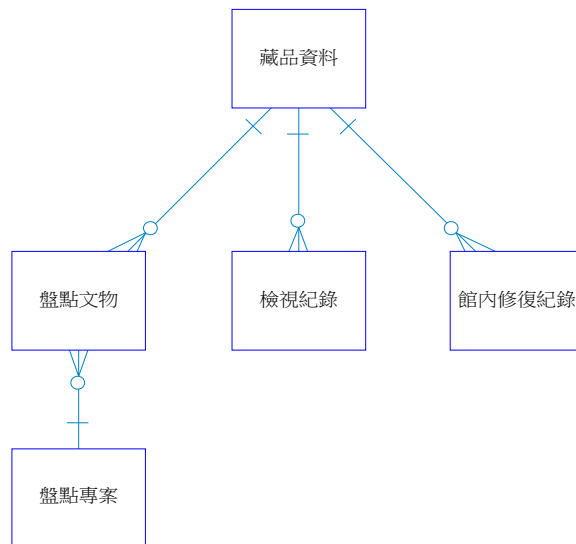 藏品資料
盤點文物
檢視紀錄
館內修復紀錄
盤點專案